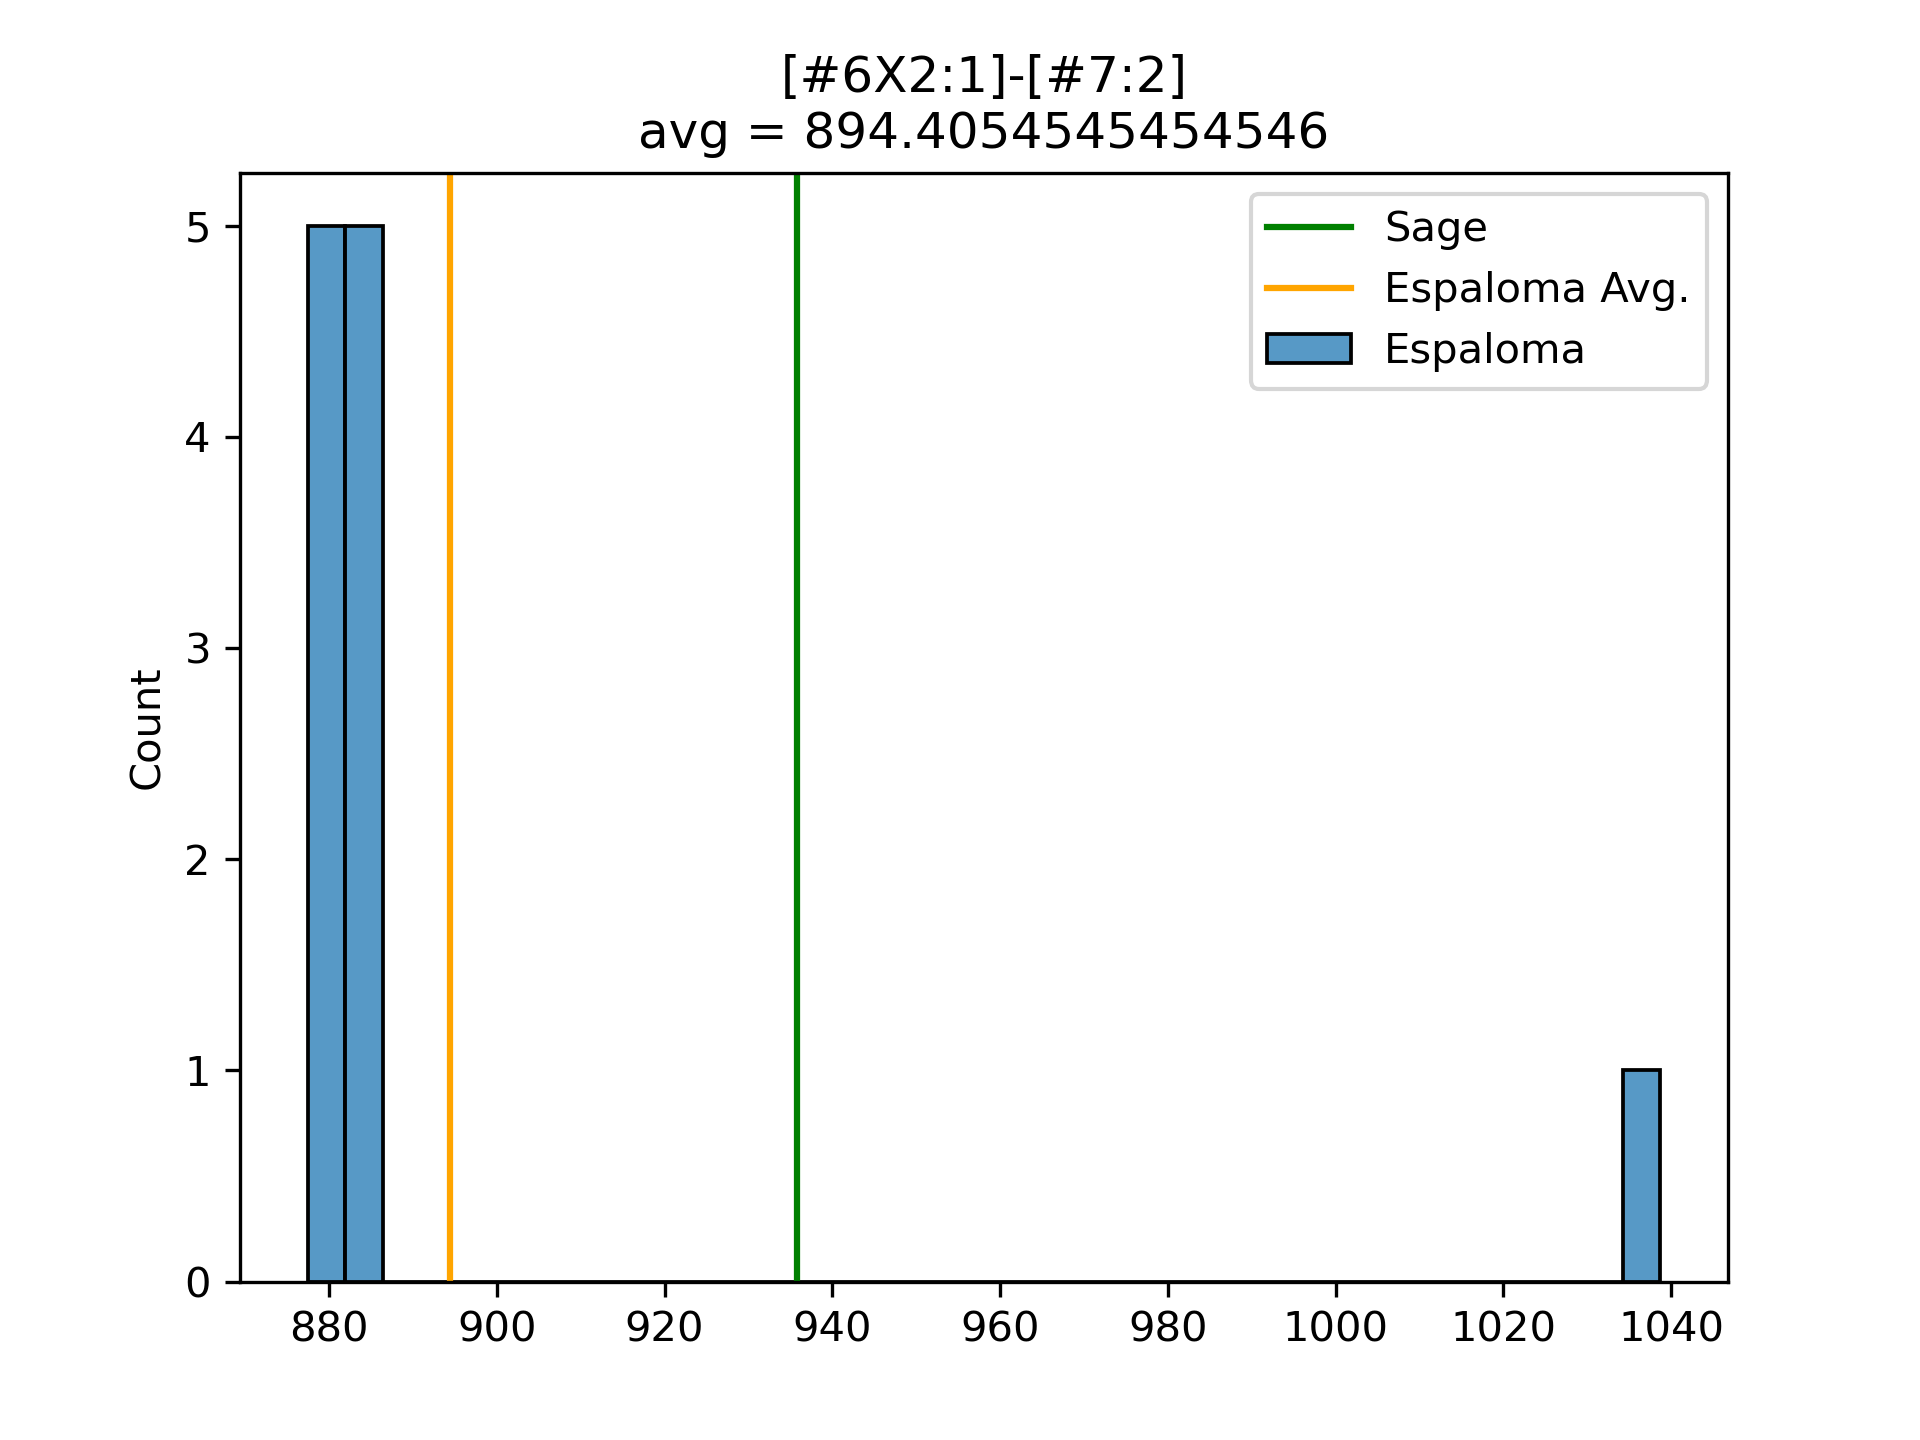 [#6X2:1]-[#7:2]
avg = 894.4054545454546
Sage
Espaloma Avg.
Espaloma
Count
5
4
3
2
1
0
880 900 920 940 960 980 1000 1020 1040